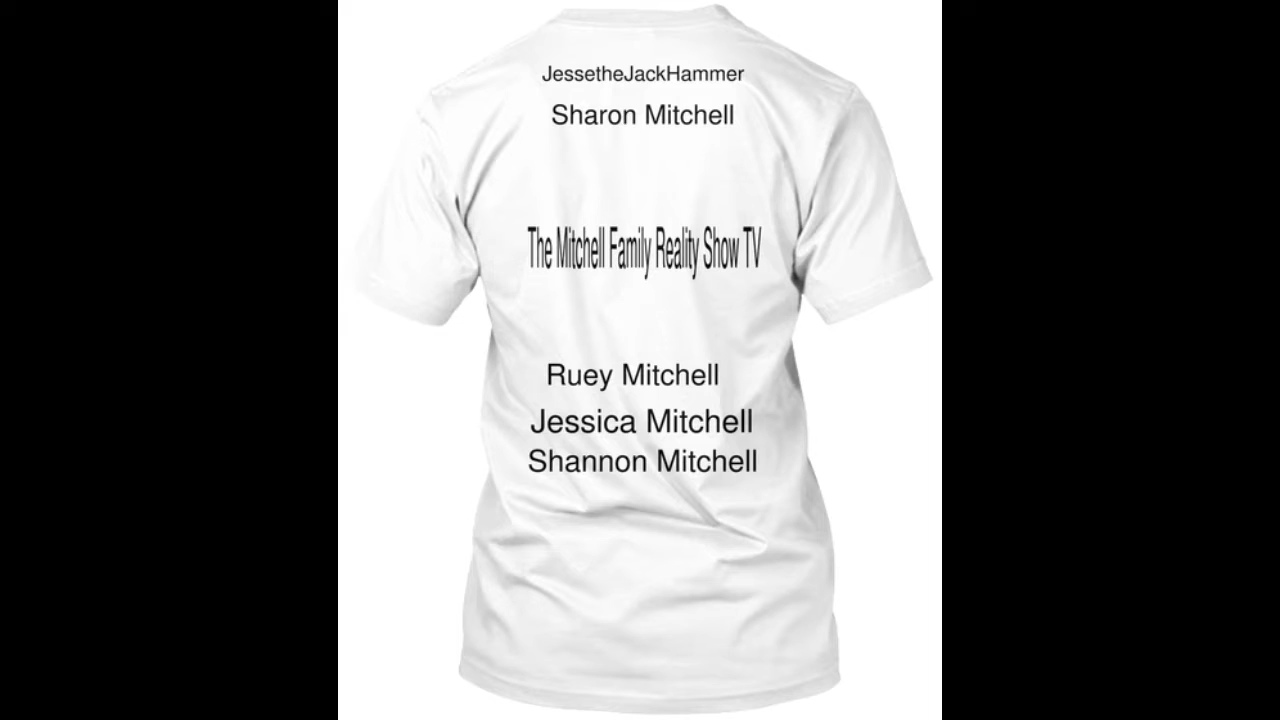 JessetheJackHammer
Sharon Mitchell
The Mitchell Family Reality Show TV
Ruey Mitchell
Jessica Mitchell
Shannon Mitchell